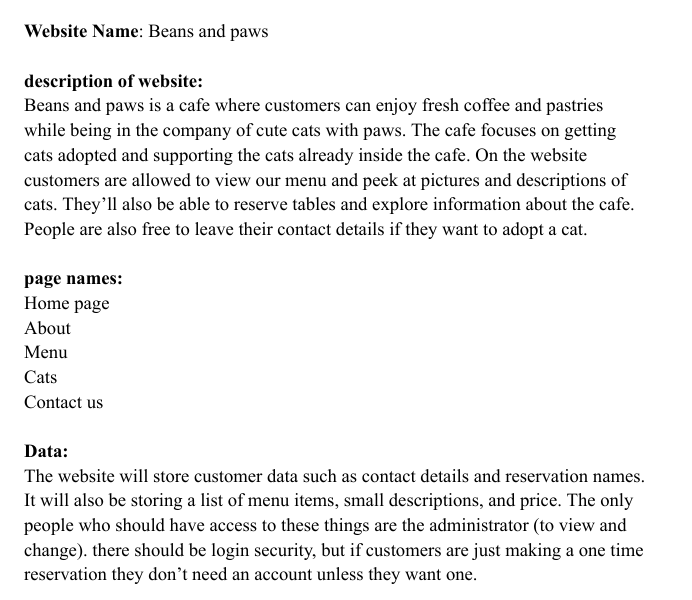 Website Name: Beans and paws
description of website:
Beans and paws is a cafe where customers can enjoy fresh coffee and pastries
while being in the company of cute cats with paws. The cafe focuses on getting
cats adopted and supporting the cats already inside the cafe. On the website
customers are allowed to view our menu and peek at pictures and descriptions of
cats. They’ll also be able to reserve tables and explore information about the cafe.
People are also free to leave their contact details if they want to adopt a cat.
page names:
Home page
About
Menu
Cats
Contact us
Data:
The website will store customer data such as contact details and reservation names.
It will also be storing a list of menu items, small descriptions, and price. The only
people who should have access to these things are the administrator (to view and
change). there should be login security, but if customers are just making a one time
reservation they don’t need an account unless they want one.